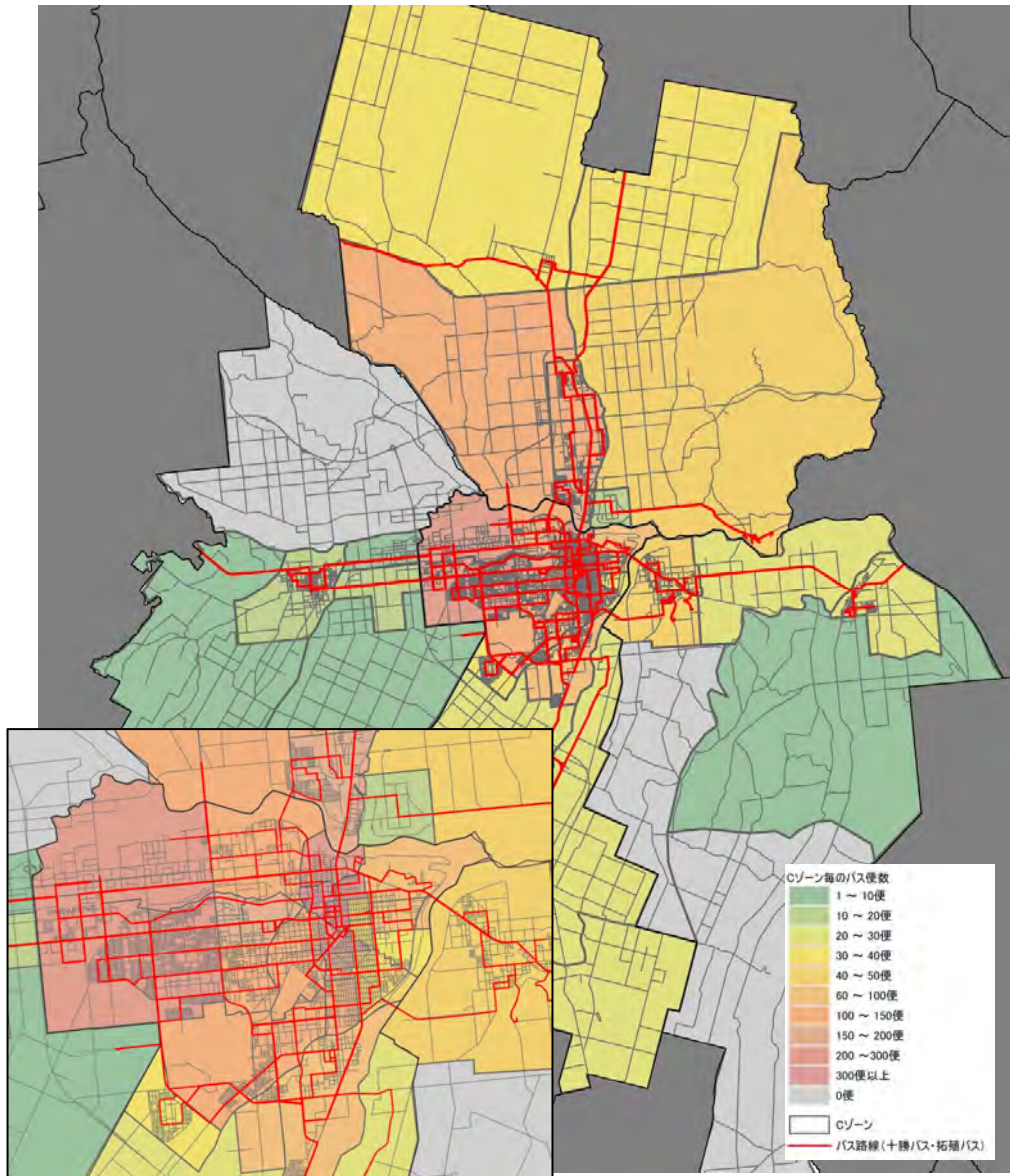 Cゾーン毎のバス便数
1 ~ 10便
10 ~ 20便
20 ~ 30便
30 ~ 40便
40 ~ 50便
60 ~ 100便
100 ~ 150便
150 ~ 200便
200 ~300便
300便以上
0便
Cゾーン
バス路線(十勝バス・拓殖バス)